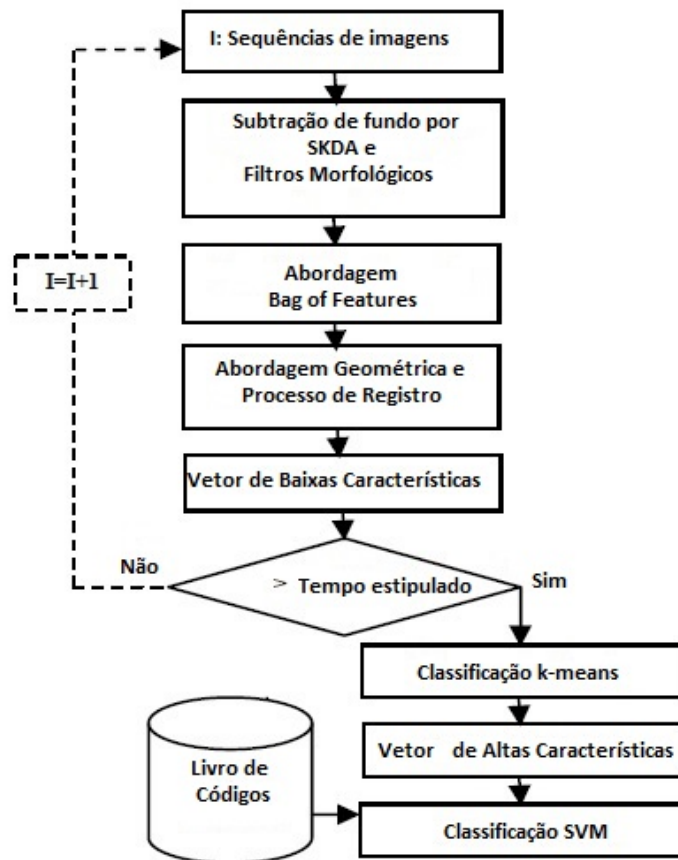 I: Sequências de imagens
Subtração de fundo por
SKDA e
Filtros Morfológicos
I=I+1
Abordagem
Bag of Features
Abordagem Geométrica e
Processo de Registro
Vetor de Baixas Características
Não
> Tempo estipulado
Sim
Classificação k-means
Vetor de Altas Características
Livro de
Códigos
Classificação SVM